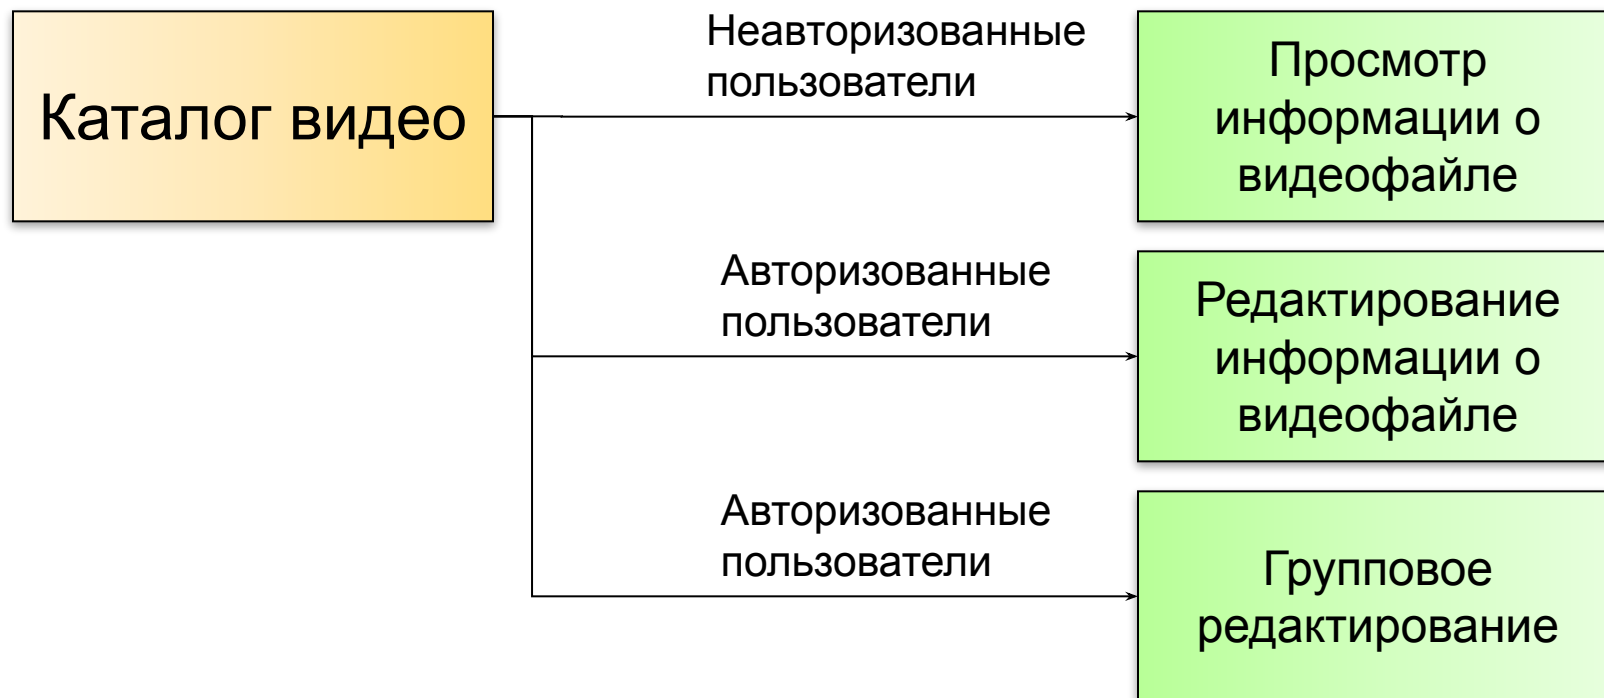 Каталог видео
Неавторизованные
пользователи
Просмотр
информации о
видеофайле
Авторизованные
пользователи
Редактирование
информации о
видеофайле
Авторизованные
пользователи
Групповое
редактирование